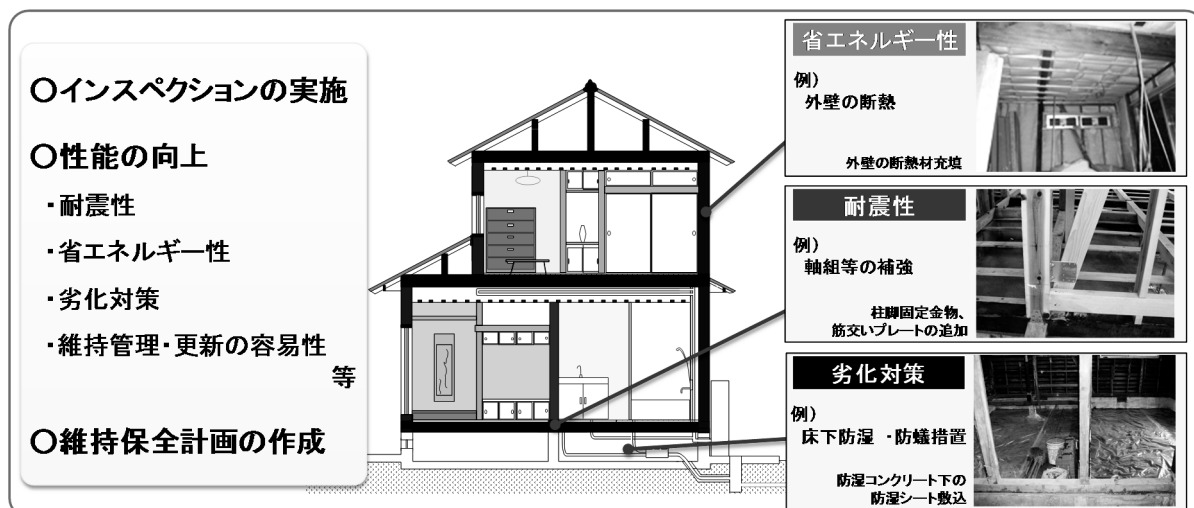 〇インスペクションの実施
〇性能の向上
・耐震性
・省エネルギー性
・劣化対策
・維持管理・更新の容易性
等
〇維持保全計画の作成
省エネルギー性
例）
外壁の断熱
外壁の断熱材充填
耐震性
例）
軸組等の補強
柱脚固定金物、
筋交いプレートの追加
劣化対策
例）
床下防湿 ・防蟻措置
防湿コンクリート下の
防湿シート敷込